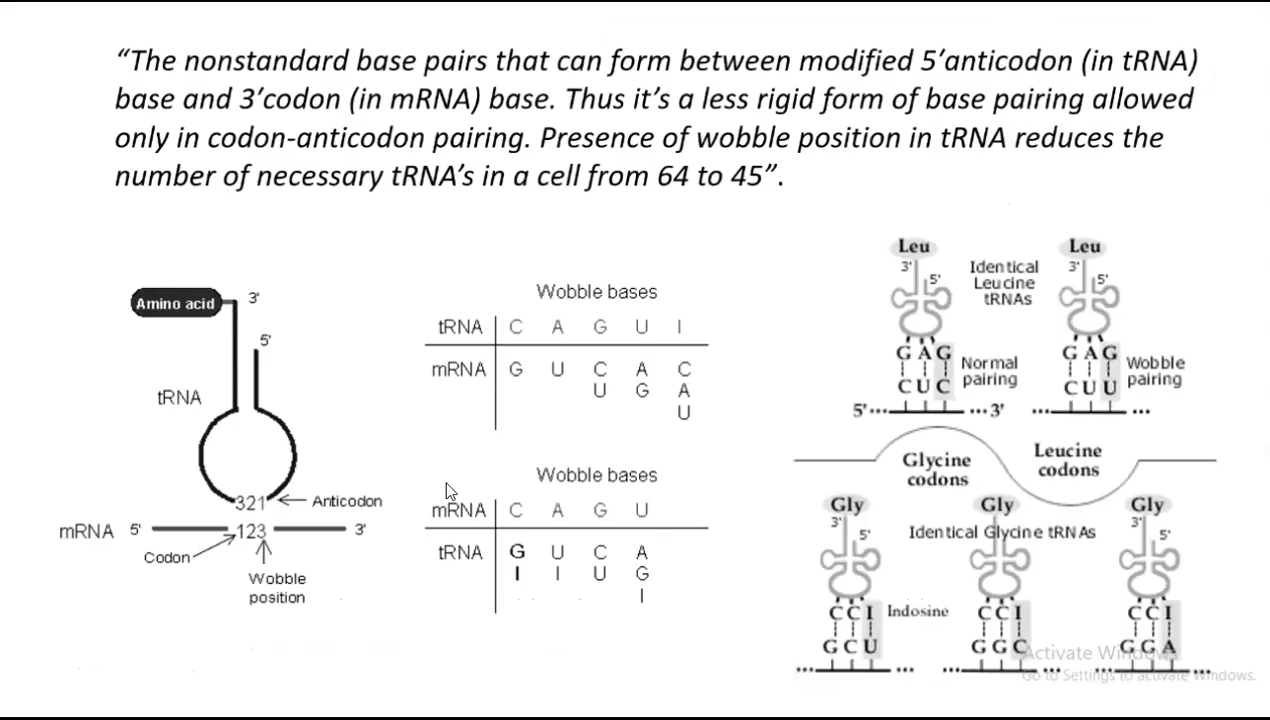 “The nonstandard base pairs that can form between modified 5’anticodon (in tRNA)
base and 3’codon (in mRNA) base. Thus it’s a less rigid form of base pairing allowed
only in codon-anticodon pairing. Presence of wobble position in tRNA reduces the
number of necessary tRNA’s in a cell from 64 to 45”.
Amino acid
3'
5'
tRNA
321
Anticodon
mRNA 5' 123 3'
Codon
Wobble
position
Wobble bases
tRNA C A G U I
mRNA G U C A C
U G A
U
Wobble bases
mRNA C A G U
tRNA G U C A
I I U G
I
Leu
3'
5'
Identical
Leucine
tRNAs
Leu
3'
5'
G A G
Normal
pairing
C U C
5' 3'
G A G
Wobble
pairing
C U U
Glycine
codons
Leucine
codons
Gly
3'
5'
Gly
Identical Glycine tRNAs
Gly
3'
5'
C C I
Indosine
G C U
C C I
G G C
C C I
G G A
Activate Windows
Go to Settings to activate Windows.